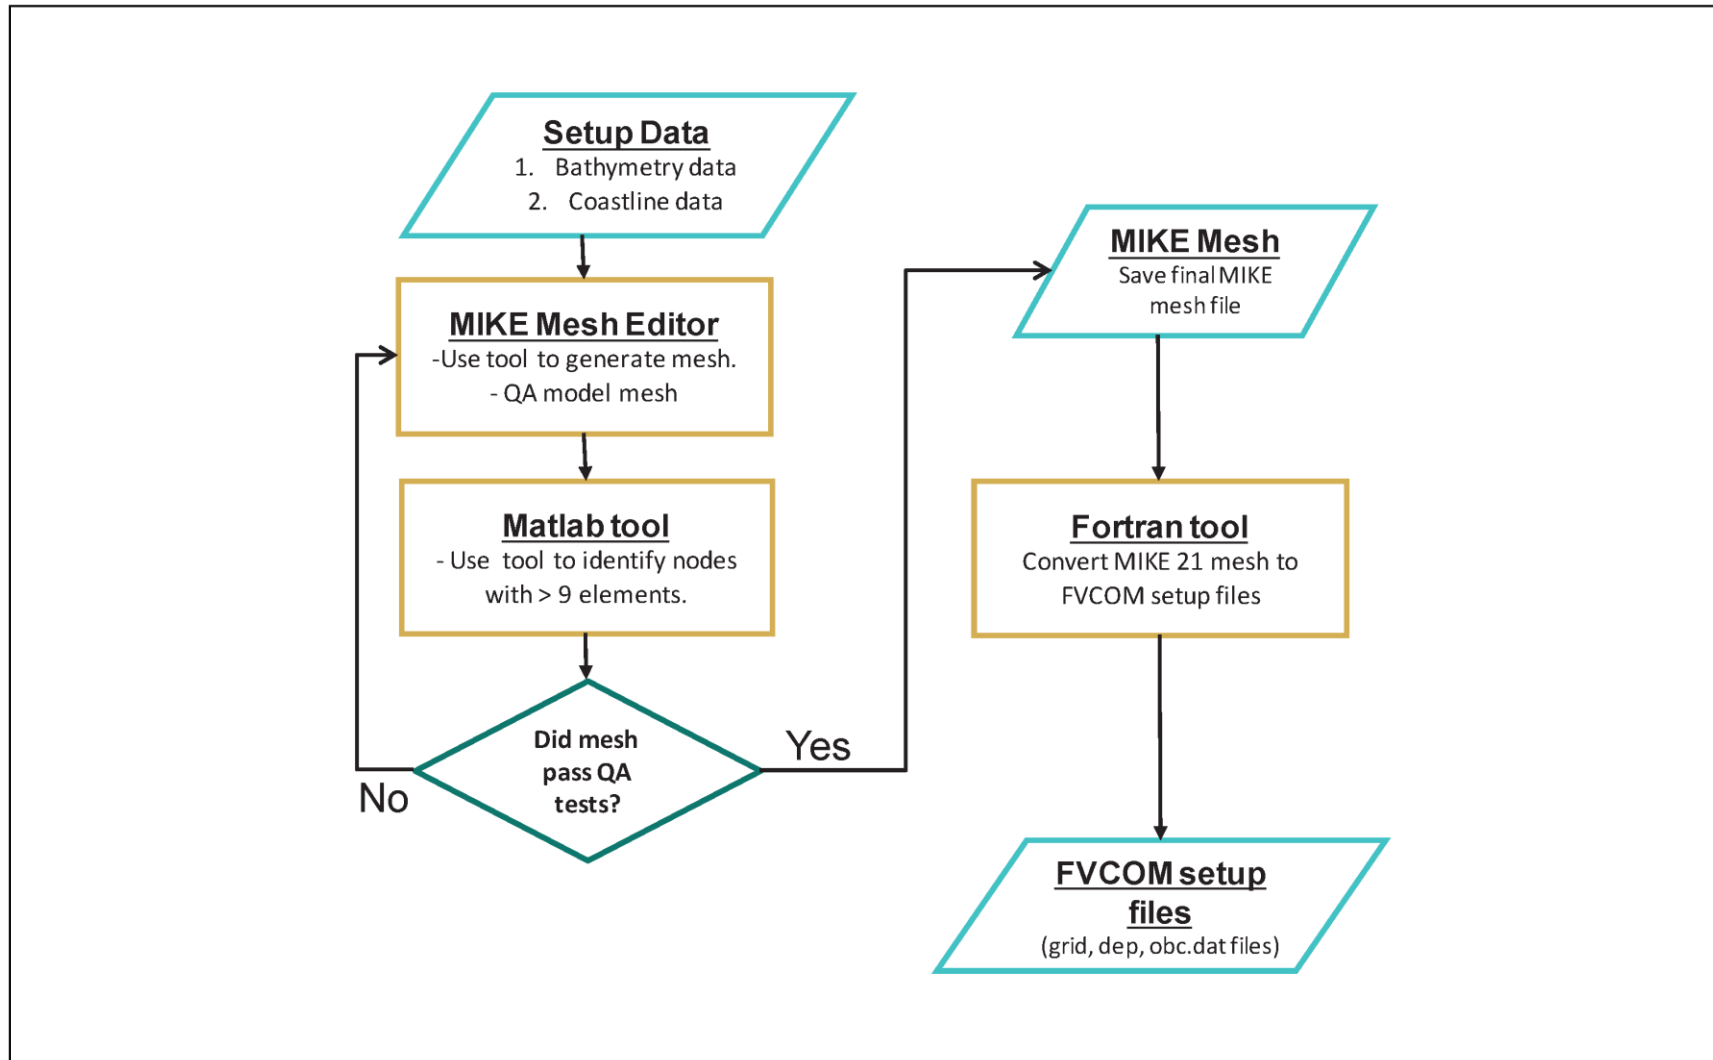 Setup Data
1. Bathymetry data
2. Coastline data
MIKE Mesh Editor
-Use tool to generate mesh.
- QA model mesh
Matlab tool
- Use tool to identify nodes
with > 9 elements.
Did mesh
pass QA
tests?
No
Yes
MIKE Mesh
Save final MIKE
mesh file
Fortran tool
Convert MIKE 21 mesh to
FVCOM setup files
FVCOM setup
files
(grid, dep, obc.dat files)